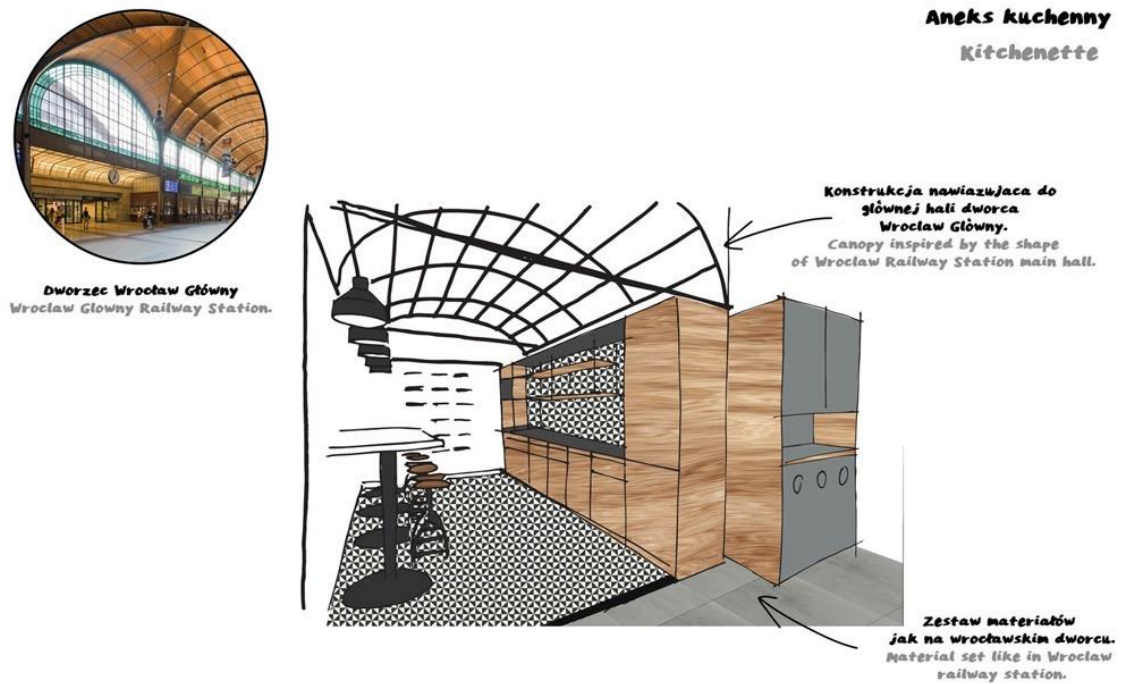 Aneks kuchenny
Kitchenette
Konstrukcja nawiazujaca do
głównej hali dworca
Wroclaw Główny.
Canopy inspired by the shape
of Wroclaw Railway Station main hall.
Dworzec Wrocław Główny
Wroclaw Glowny Railway Station.
Zestaw materiałów
jak na wrocławskim dworcu.
Material set like in Wroclaw
railway station.